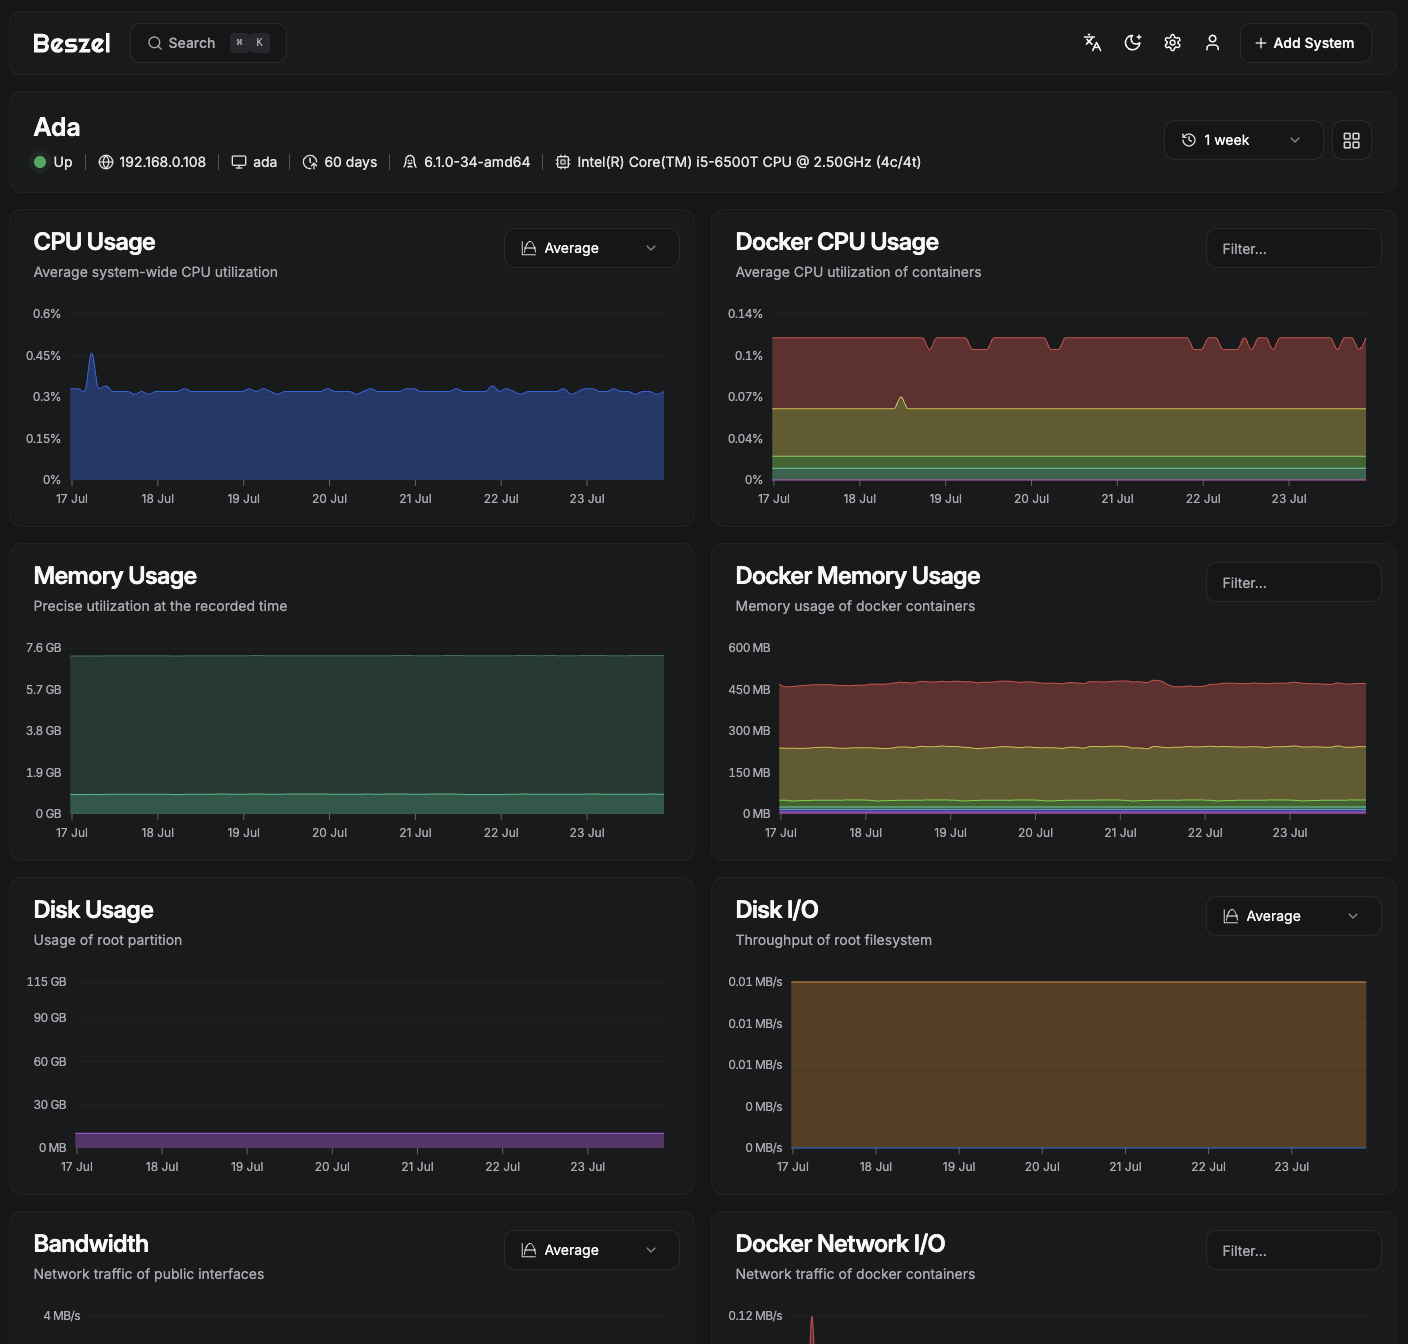 Beszel Search ⌘ K Add System
Ada
Up 192.168.0.108 ada 60 days 6.1.0-34-amd64 Intel(R) Core(TM) i5-6500T CPU @ 2.50GHz (4c/4t)
1 week
CPU Usage
Average system-wide CPU utilization
Average
0.6%
0.45%
0.3%
0.15%
0%
17 Jul 18 Jul 19 Jul 20 Jul 21 Jul 22 Jul 23 Jul
Docker CPU Usage
Average CPU utilization of containers
Filter...
0.14%
0.1%
0.07%
0.04%
0%
17 Jul 18 Jul 19 Jul 20 Jul 21 Jul 22 Jul 23 Jul
Memory Usage
Precise utilization at the recorded time
7.6 GB
5.7 GB
3.8 GB
1.9 GB
0 GB
17 Jul 18 Jul 19 Jul 20 Jul 21 Jul 22 Jul 23 Jul
Docker Memory Usage
Memory usage of docker containers
Filter...
600 MB
450 MB
300 MB
150 MB
0 MB
17 Jul 18 Jul 19 Jul 20 Jul 21 Jul 22 Jul 23 Jul
Disk Usage
Usage of root partition
115 GB
90 GB
60 GB
30 GB
0 MB
17 Jul 18 Jul 19 Jul 20 Jul 21 Jul 22 Jul 23 Jul
Disk I/O
Throughput of root filesystem
Average
0.01 MB/s
0.01 MB/s
0.01 MB/s
0 MB/s
0 MB/s
17 Jul 18 Jul 19 Jul 20 Jul 21 Jul 22 Jul 23 Jul
Bandwidth
Network traffic of public interfaces
Average
4 MB/s
Docker Network I/O
Network traffic of docker containers
Filter...
0.12 MB/s